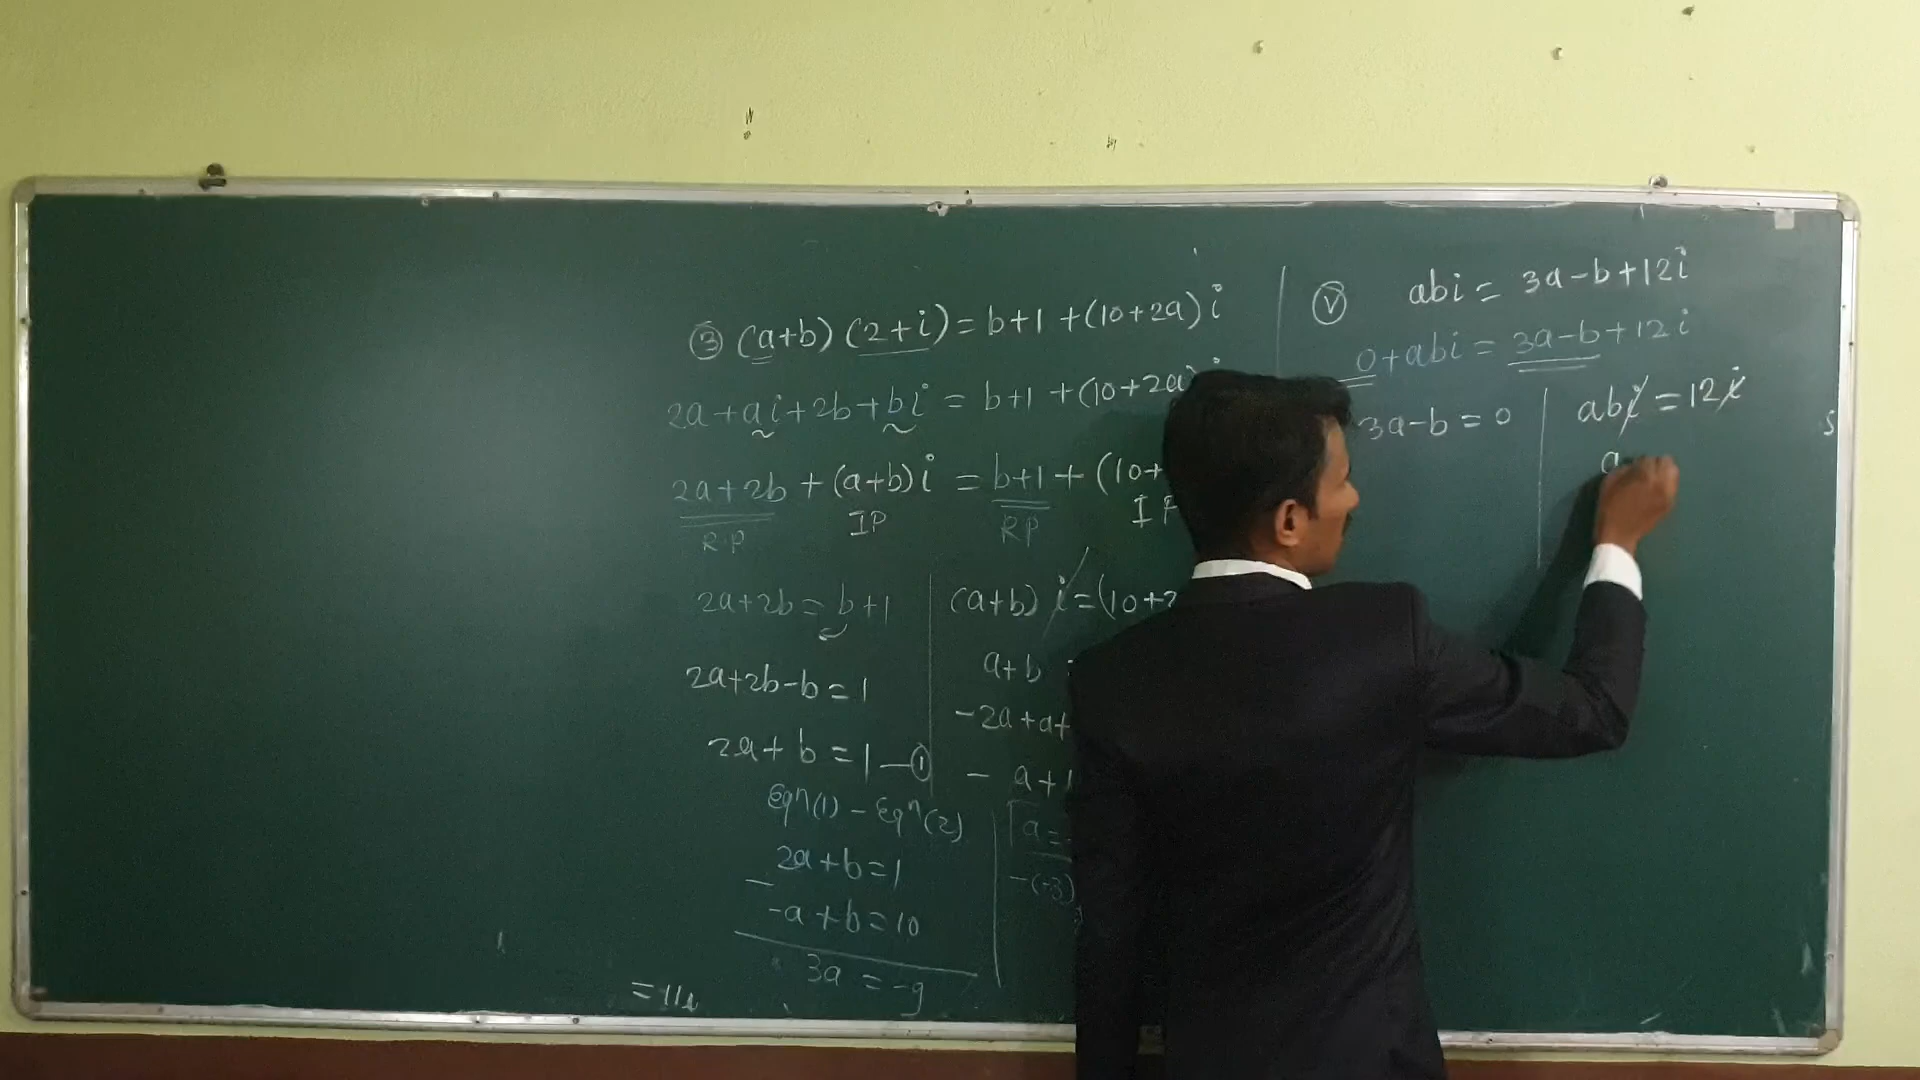 ③ (a+b) (2+i) = b+1 +(10+2a) i
2a+ai+2b+bi = b+1 +(10+2a)
2a+2b + (a+b)i = b+1 + (10+
R.P IP RP IP
2a+2b = b+1
2a+2b-b=1
2a+b=1—①
Eqn(1) - Eqn(2)
2a+b=1
-a+b=10
3a = -9
=11i
(a+b) i = (10+2
a+b
-2a+a+
- a+
a=
-(-3)
Ⓥ abi = 3a-b+12i
0+abi = 3a-b+12i
3a-b=0
abi = 12i
a
s